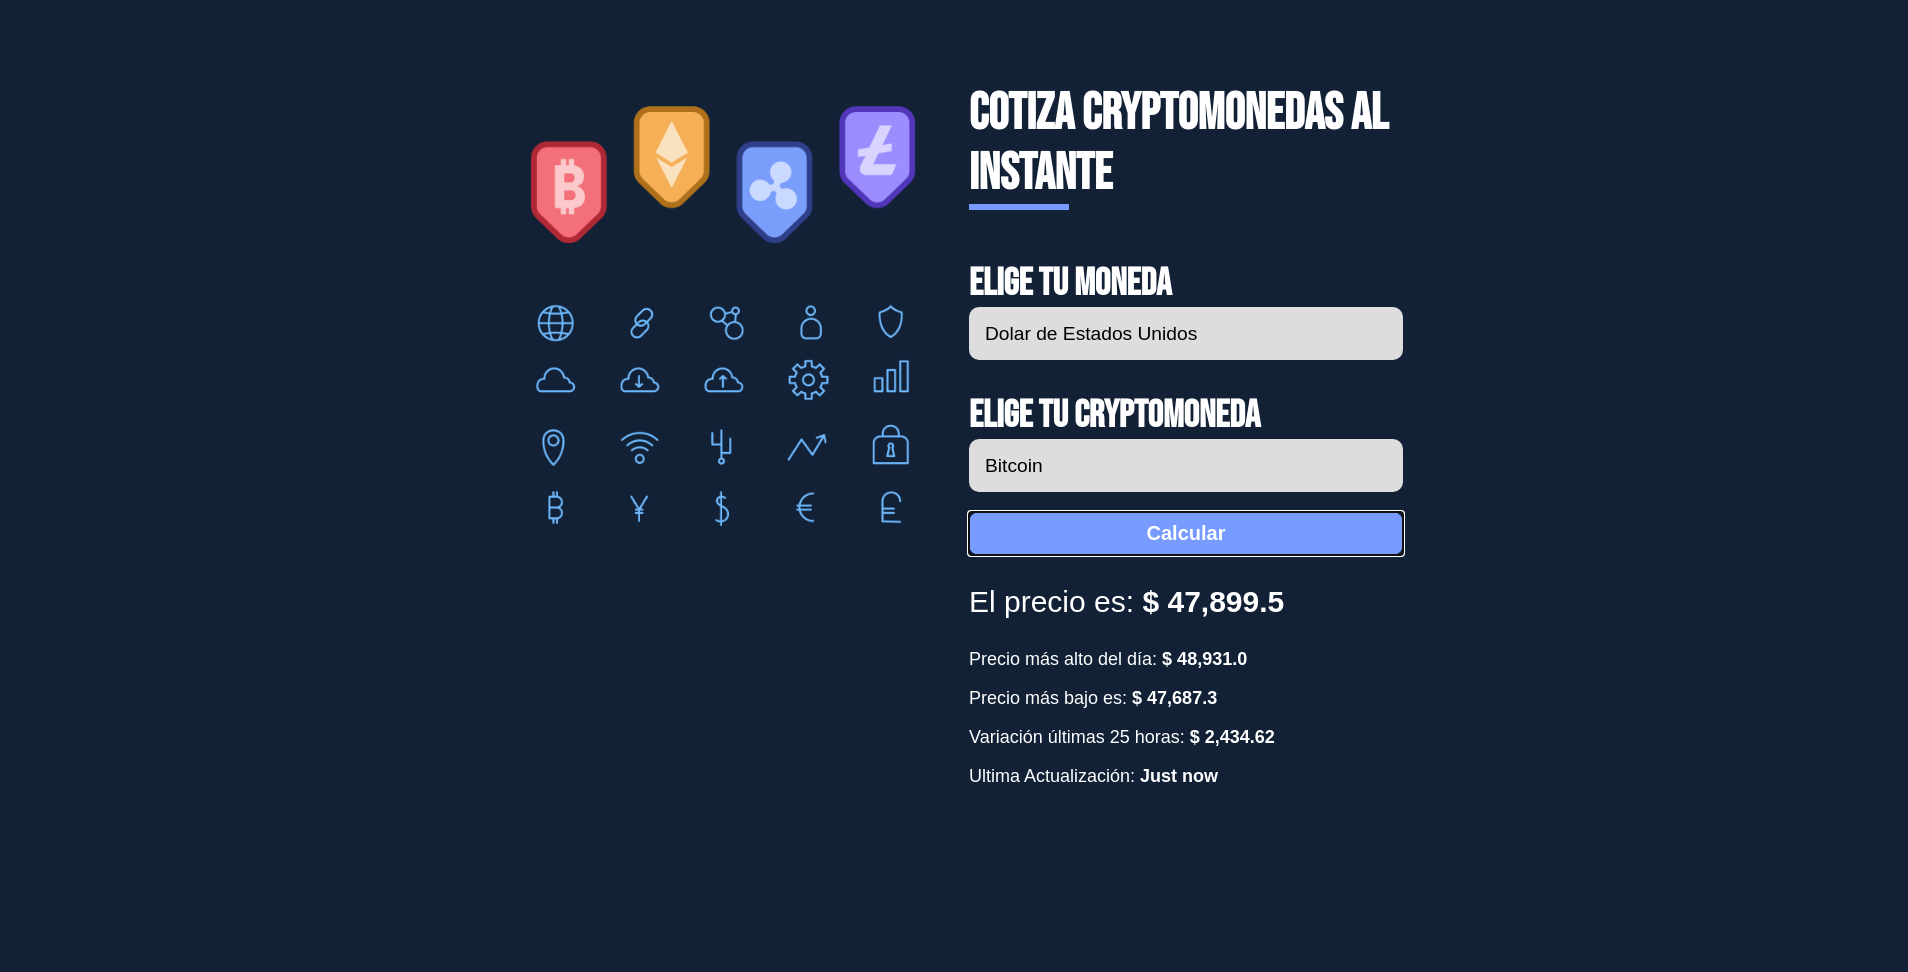 COTIZA CRYPTOMONEDAS AL
INSTANTE
ELIGE TU MONEDA
Dolar de Estados Unidos
ELIGE TU CRYPTOMONEDA
Bitcoin
Calcular
El precio es: $ 47,899.5
Precio más alto del día: $ 48,931.0
Precio más bajo es: $ 47,687.3
Variación últimas 25 horas: $ 2,434.62
Ultima Actualización: Just now